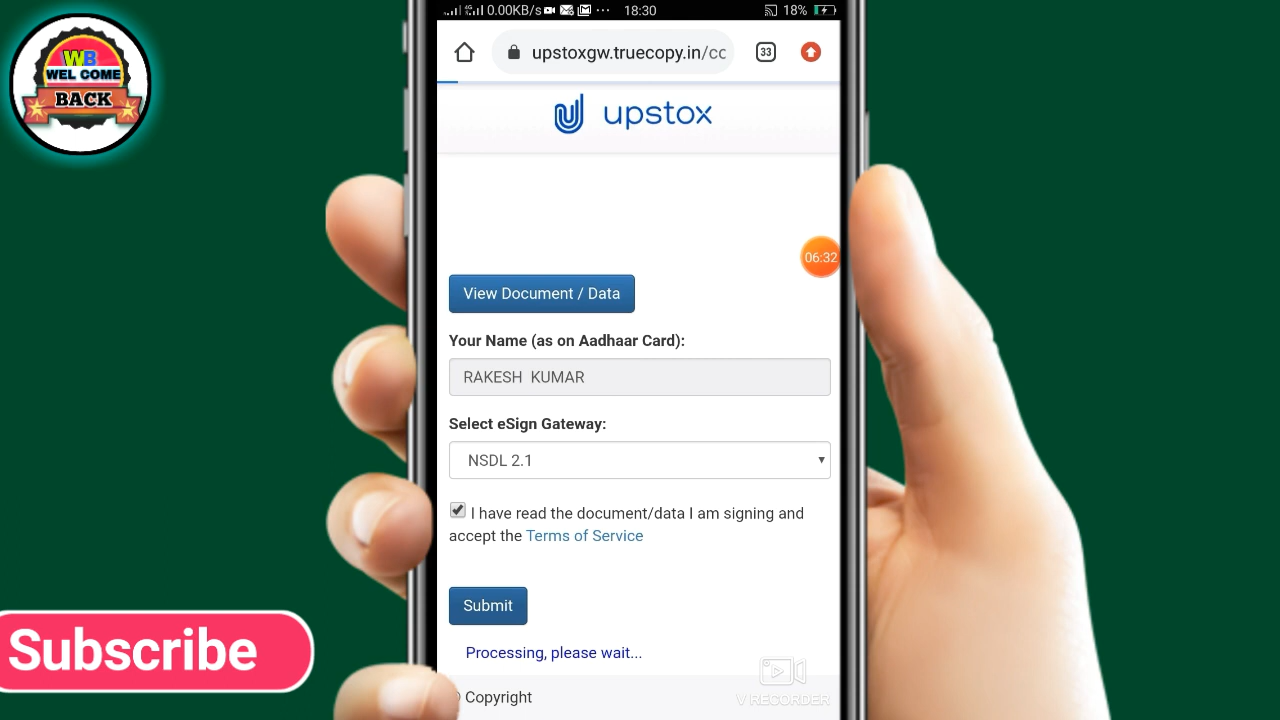 WB
WEL COME
BACK
0.00KB/s ... 18:30 18%
upstoxgw.truecopy.in/cc
33
upstox
06:32
View Document / Data
Your Name (as on Aadhaar Card):
RAKESH KUMAR
Select eSign Gateway:
NSDL 2.1
I have read the document/data I am signing and
accept the Terms of Service
Submit
Processing, please wait...
Copyright
Subscribe
V RECORDER